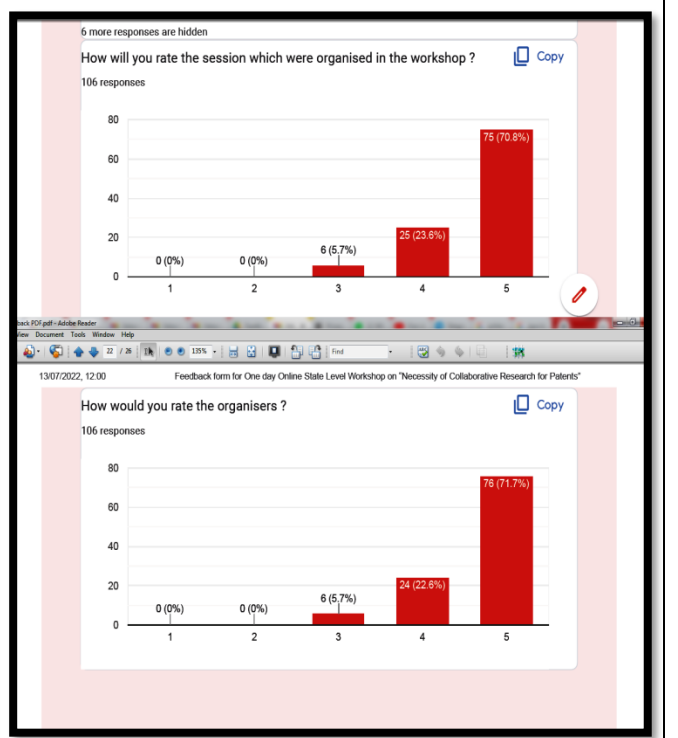 6 more responses are hidden
How will you rate the session which were organised in the workshop ? Copy
106 responses
80
75 (70.8%)
60
40
25 (23.6%)
20
6 (5.7%)
0 (0%) 0 (0%)
0
1 2 3 4 5
back PDF.pdf - Adobe Reader
View Document Tools Window Help
22 / 26 135% Find
13/07/2022, 12:00 Feedback form for One day Online State Level Workshop on "Necessity of Collaborative Research for Patents"
How would you rate the organisers ? Copy
106 responses
80
76 (71.7%)
60
40
24 (22.6%)
20
6 (5.7%)
0 (0%) 0 (0%)
0
1 2 3 4 5